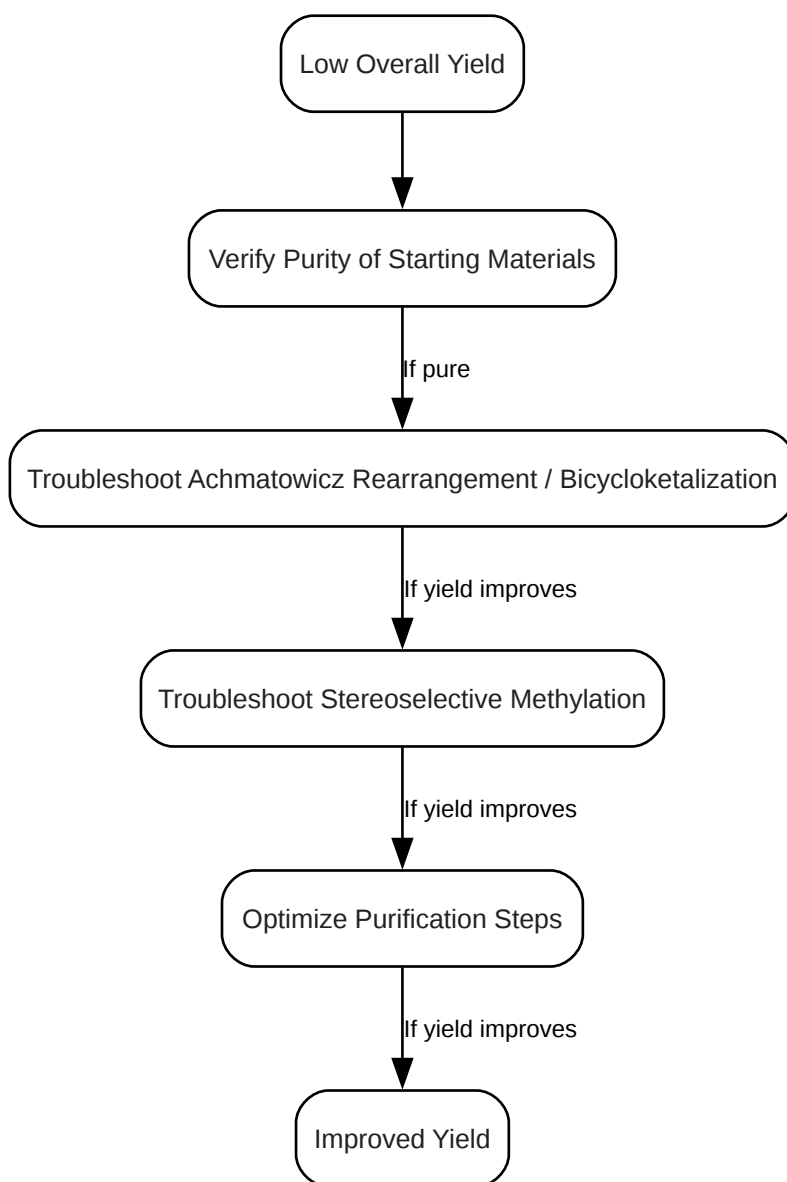 Low Overall Yield
Verify Purity of Starting Materials
If pure
Troubleshoot Achmatowicz Rearrangement / Bicycloketalization
If yield improves
Troubleshoot Stereoselective Methylation
If yield improves
Optimize Purification Steps
If yield improves
Improved Yield